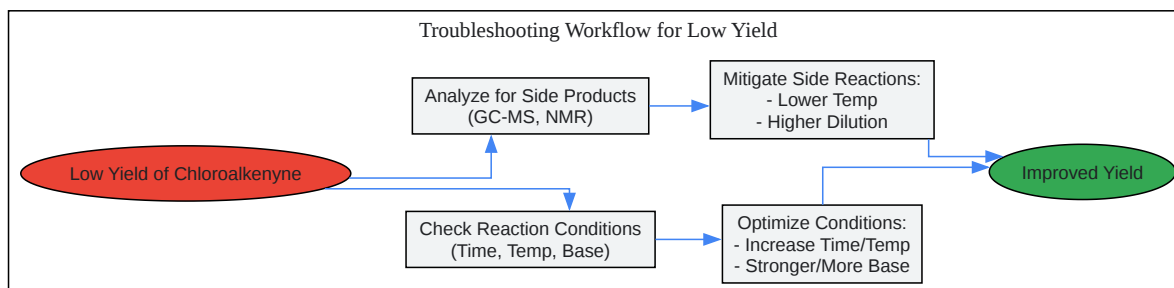 Troubleshooting Workflow for Low Yield
Low Yield of Chloroalkenyne
Analyze for Side Products
(GC-MS, NMR)
Mitigate Side Reactions:
- Lower Temp
- Higher Dilution
Check Reaction Conditions
(Time, Temp, Base)
Optimize Conditions:
- Increase Time/Temp
- Stronger/More Base
Improved Yield